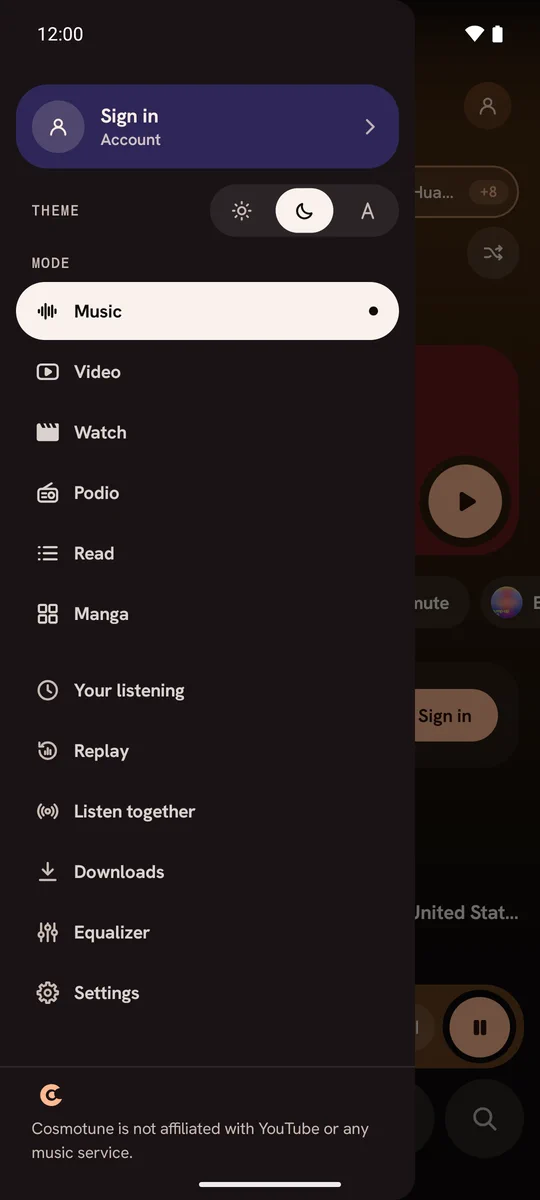 12:00
Sign in
Account
THEME
A
MODE
Music
Video
Watch
Podio
Read
Manga
Your listening
Replay
Listen together
Downloads
Equalizer
Settings
Cosmotune is not affiliated with YouTube or any
music service.
Hua...
+8
Sign in
United Stat...